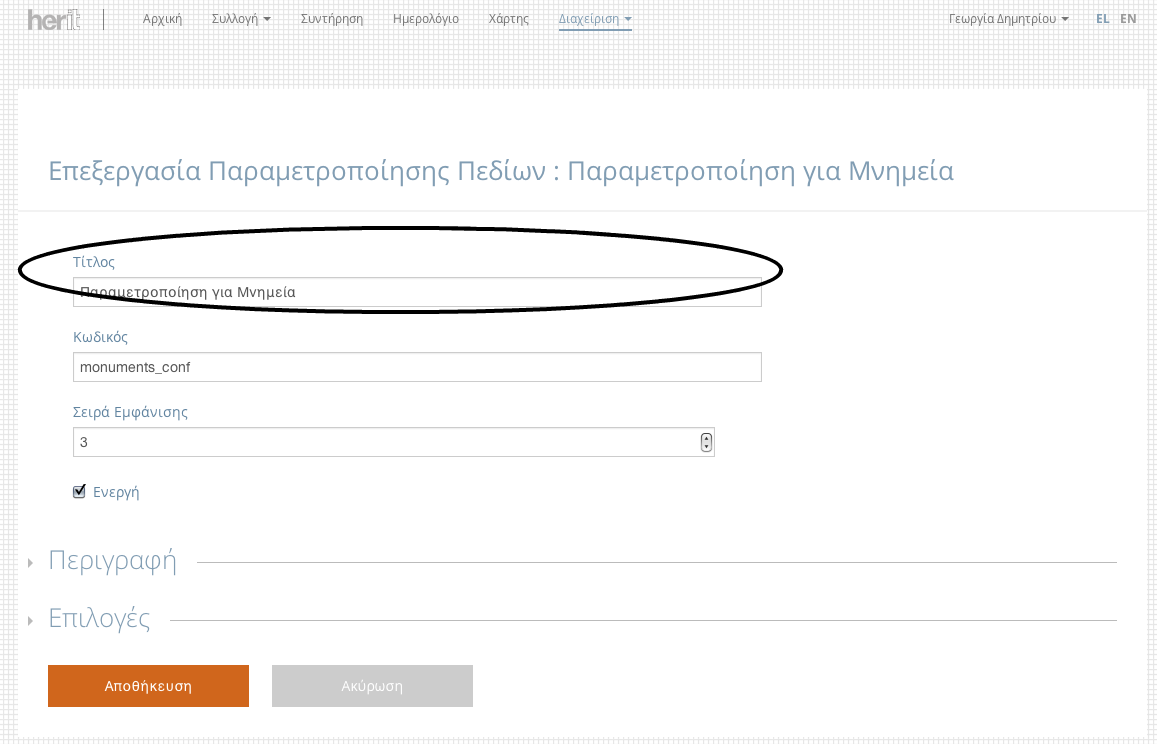 herit Αρχική Συλλογή Συντήρηση Ημερολόγιο Χάρτης Διαχείριση Γεωργία Δημητρίου EL EN
Επεξεργασία Παραμετροποίησης Πεδίων : Παραμετροποίηση για Μνημεία
Τίτλος
Παραμετροποίηση για Μνημεία
Κωδικός
monuments_conf
Σειρά Εμφάνισης
3
Ενεργή
Περιγραφή
Επιλογές
Αποθήκευση Ακύρωση